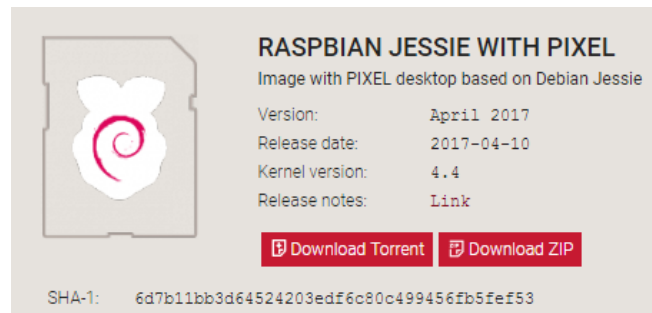 RASPBIAN JESSIE WITH PIXEL
Image with PIXEL desktop based on Debian Jessie
Version: April 2017
Release date: 2017-04-10
Kernel version: 4.4
Release notes: Link
Download Torrent Download ZIP
SHA-1: 6d7b11bb3d64524203edf6c80c499456fb5fef53